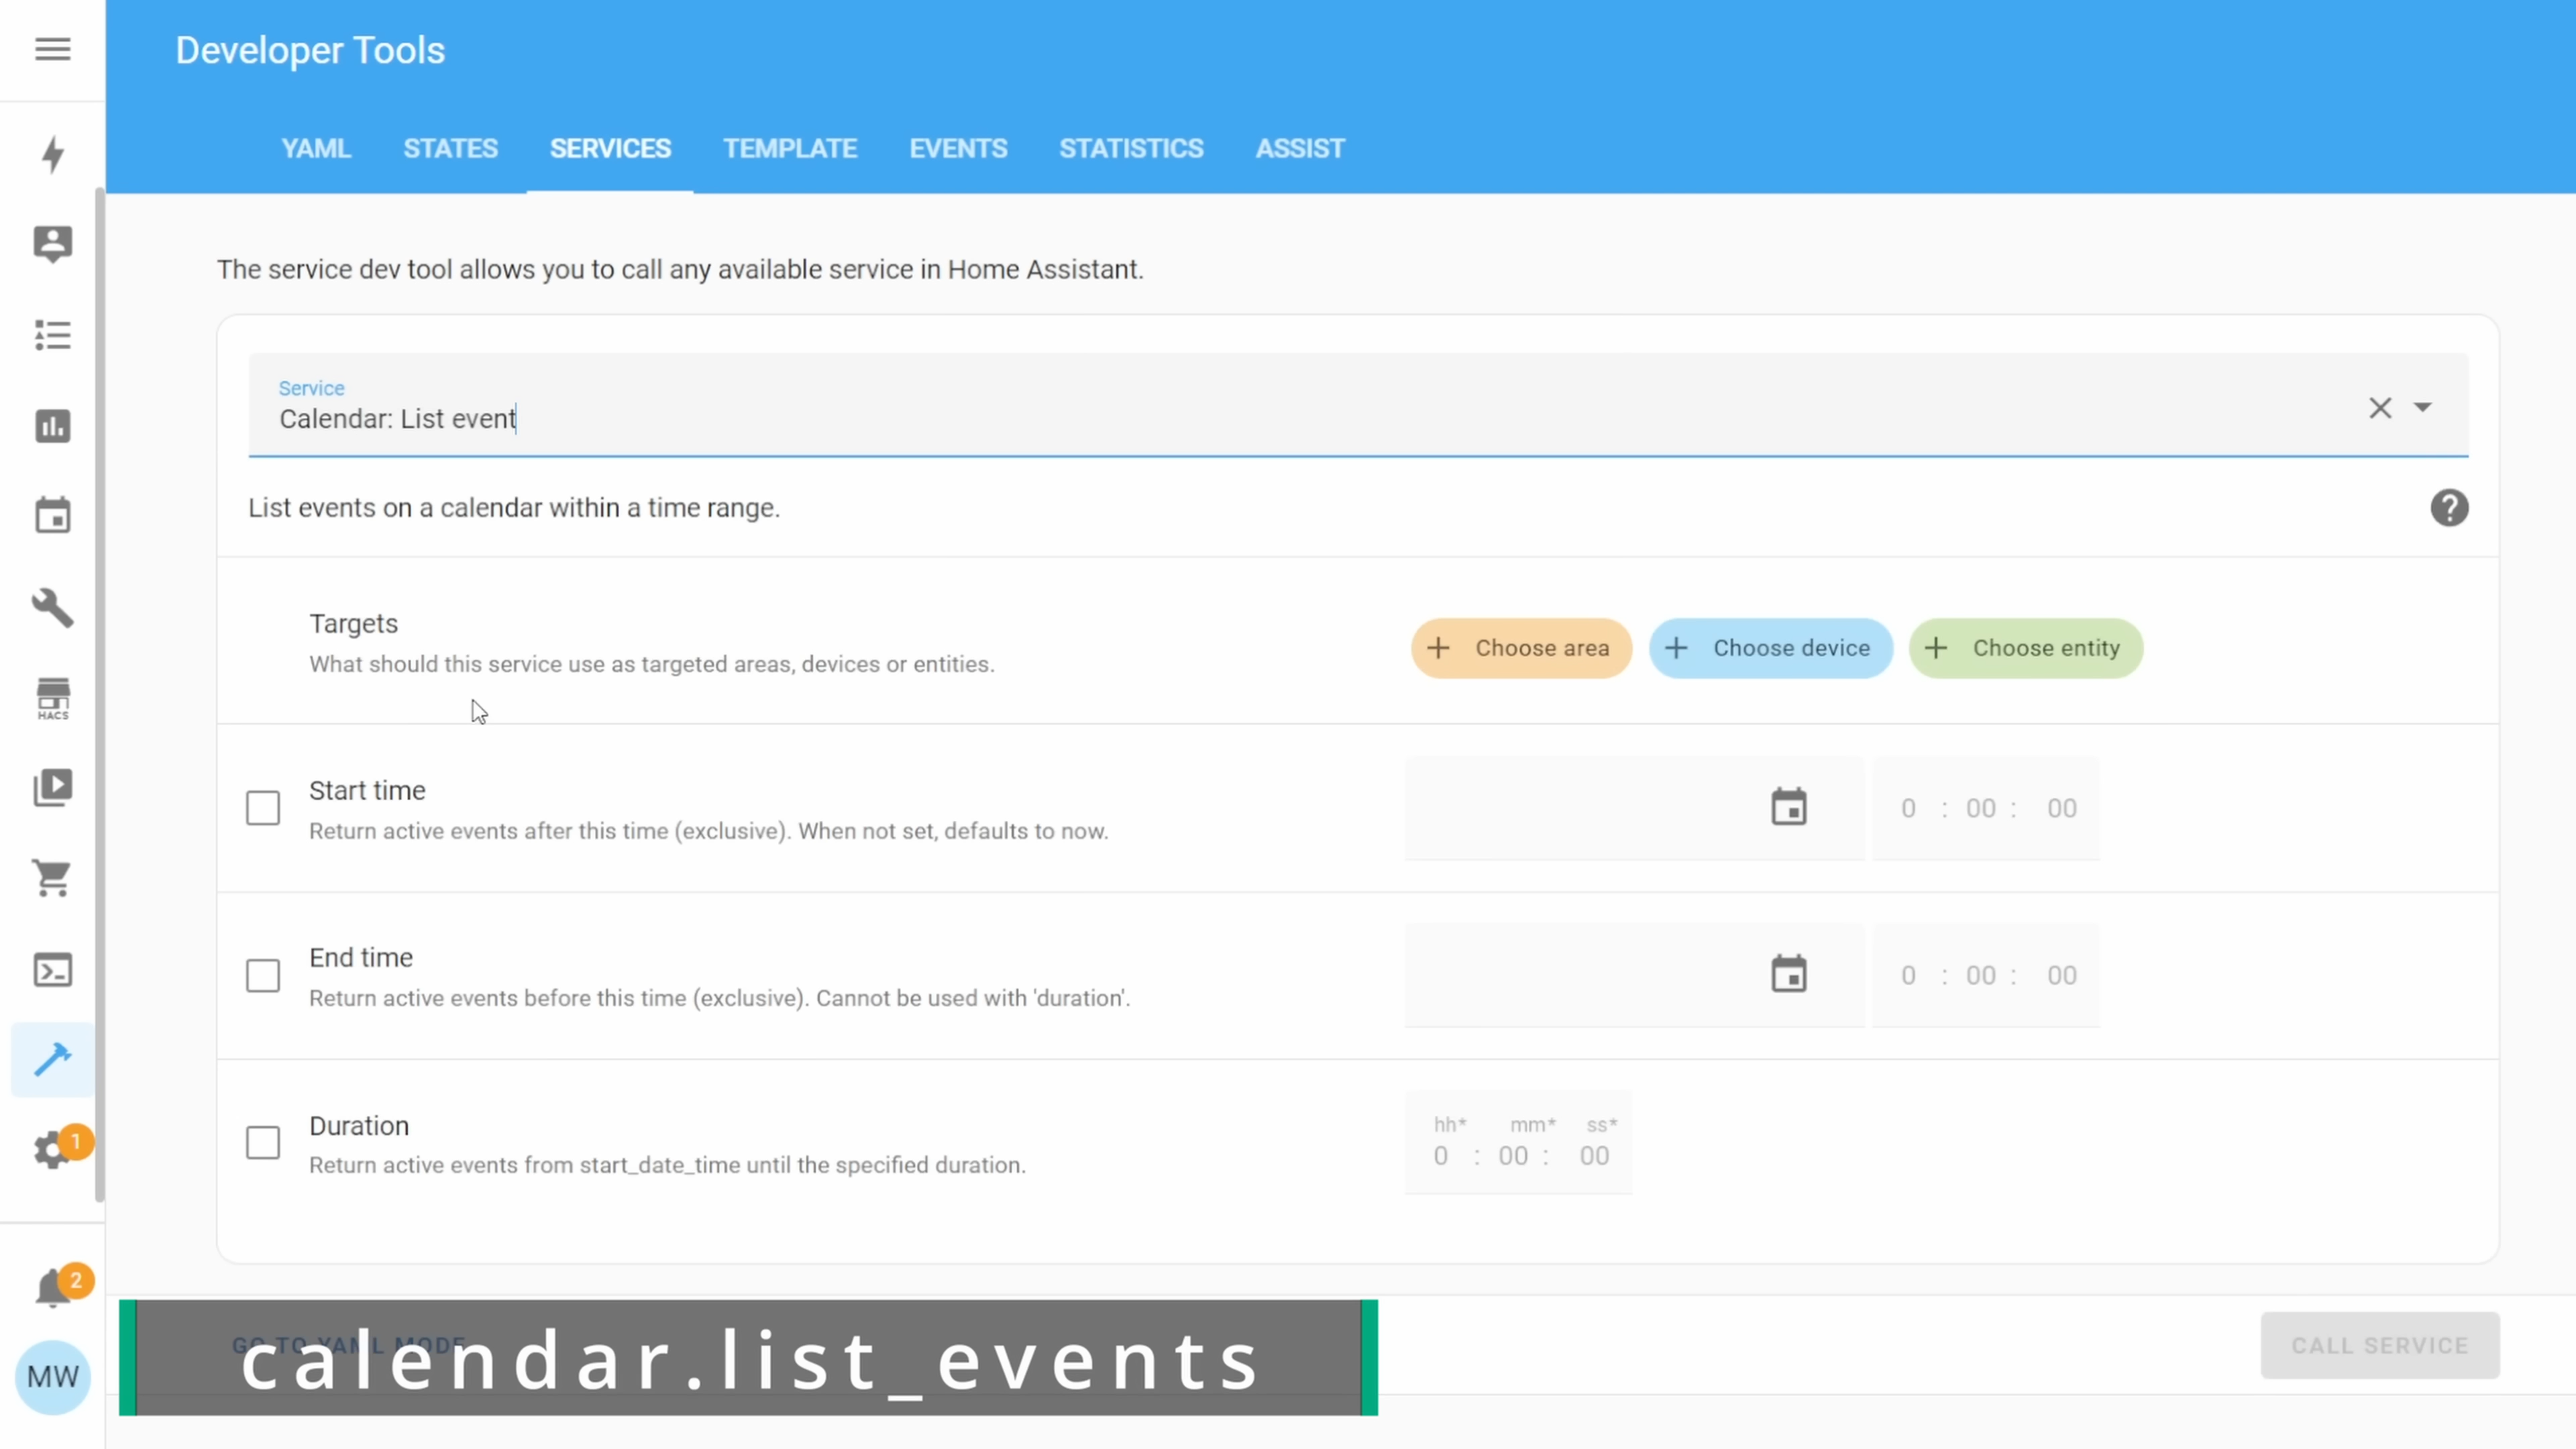 Developer Tools
YAML STATES SERVICES TEMPLATE EVENTS STATISTICS ASSIST
The service dev tool allows you to call any available service in Home Assistant.
Service
Calendar: List event
List events on a calendar within a time range.
?
Targets
What should this service use as targeted areas, devices or entities.
+ Choose area + Choose device + Choose entity
HACS
Start time
Return active events after this time (exclusive). When not set, defaults to now.
0 : 00 : 00
End time
Return active events before this time (exclusive). Cannot be used with 'duration'.
0 : 00 : 00
Duration
Return active events from start_date_time until the specified duration.
hh* mm* ss*
0 : 00 : 00
1
2
GO TO YAML MODE
calendar.list_events
CALL SERVICE
MW